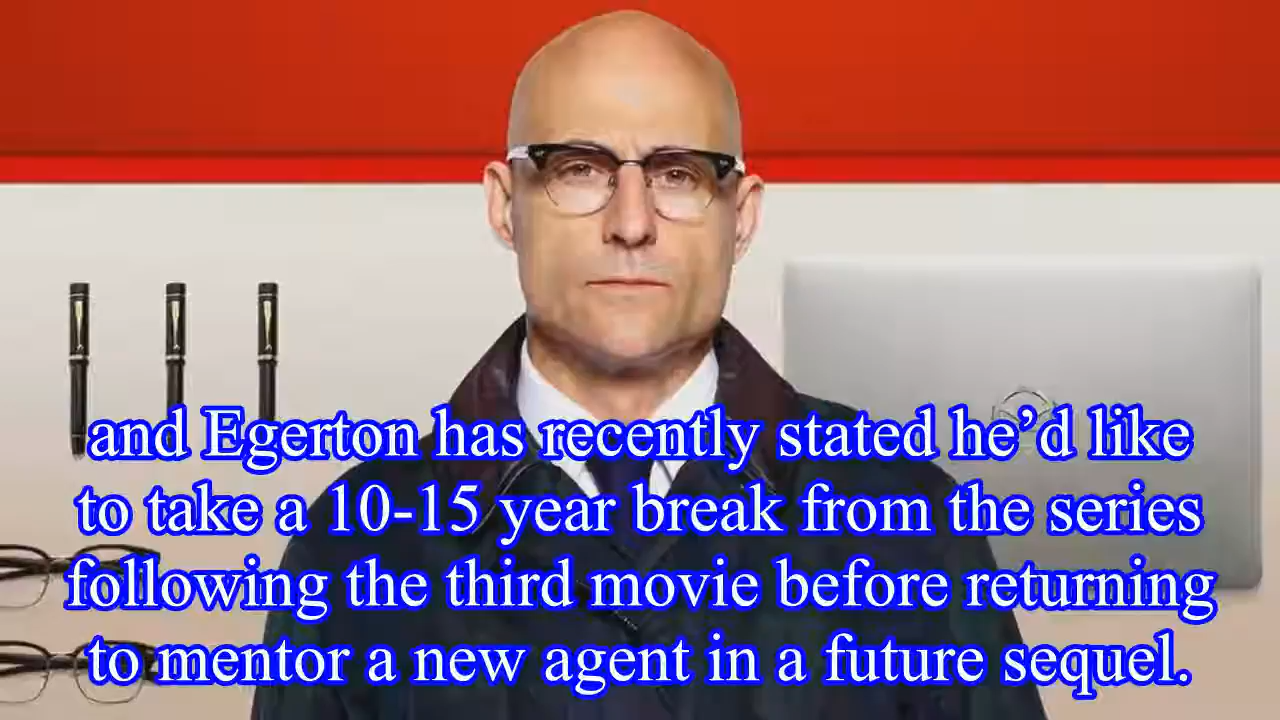 and Egerton has recently stated he’d like
to take a 10-15 year break from the series
following the third movie before returning
to mentor a new agent in a future sequel.